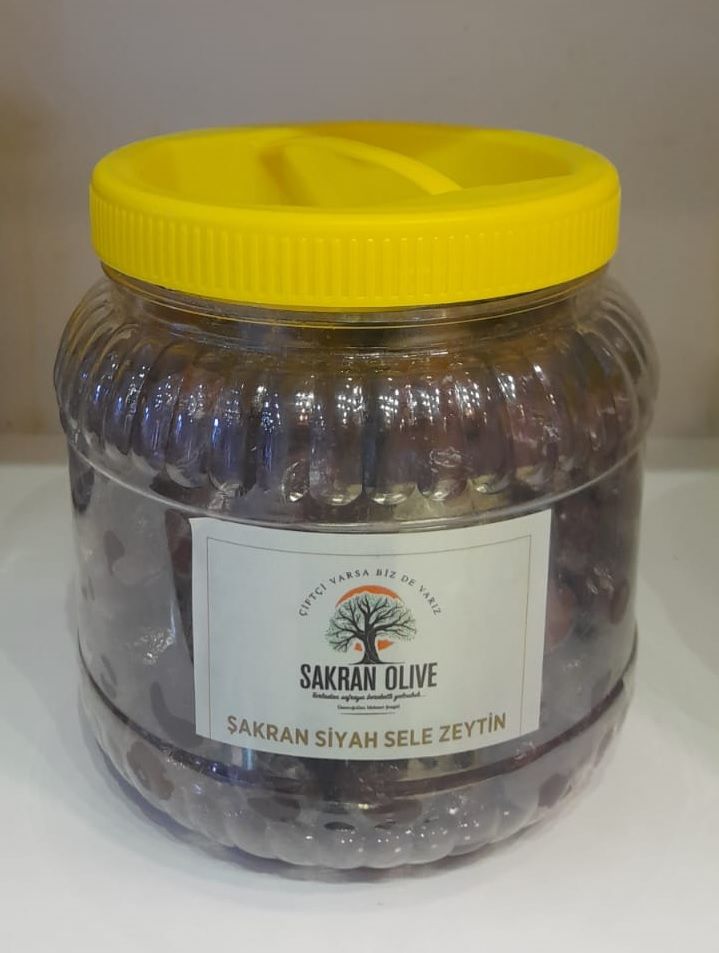 ÇİFTÇİ VARSA BİZ DE VARIZ
SAKRAN OLIVE
ŞAKRAN SİYAH SELE ZEYTİN